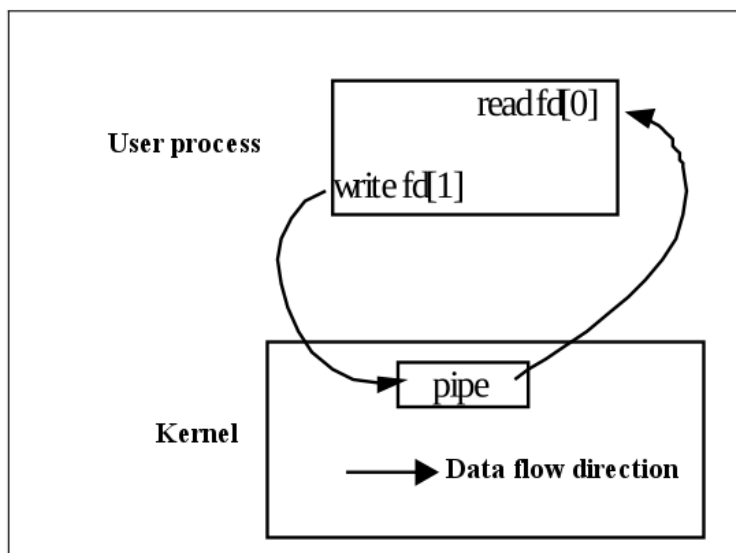 read fd[0]
User process
write fd[1]
pipe
Kernel
Data flow direction